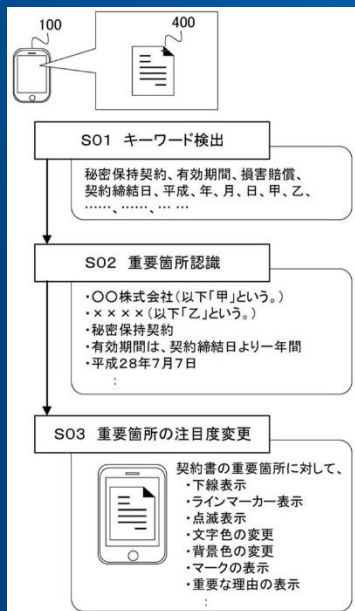 100
400
S01 キーワード検出
秘密保持契約、有効期間、損害賠償、
契約締結日、平成、年、月、日、甲、乙、
……、……、… …
S02 重要箇所認識
・〇〇株式会社(以下「甲」という。)
・××××(以下「乙」という。)
・秘密保持契約
・有効期間は、契約締結日より一年間
・平成28年7月7日
:
S03 重要箇所の注目度変更
契約書の重要箇所に対して、
・下線表示
・ラインマーカー表示
・点滅表示
・文字色の変更
・背景色の変更
・マークの表示
・重要な理由の表示
: